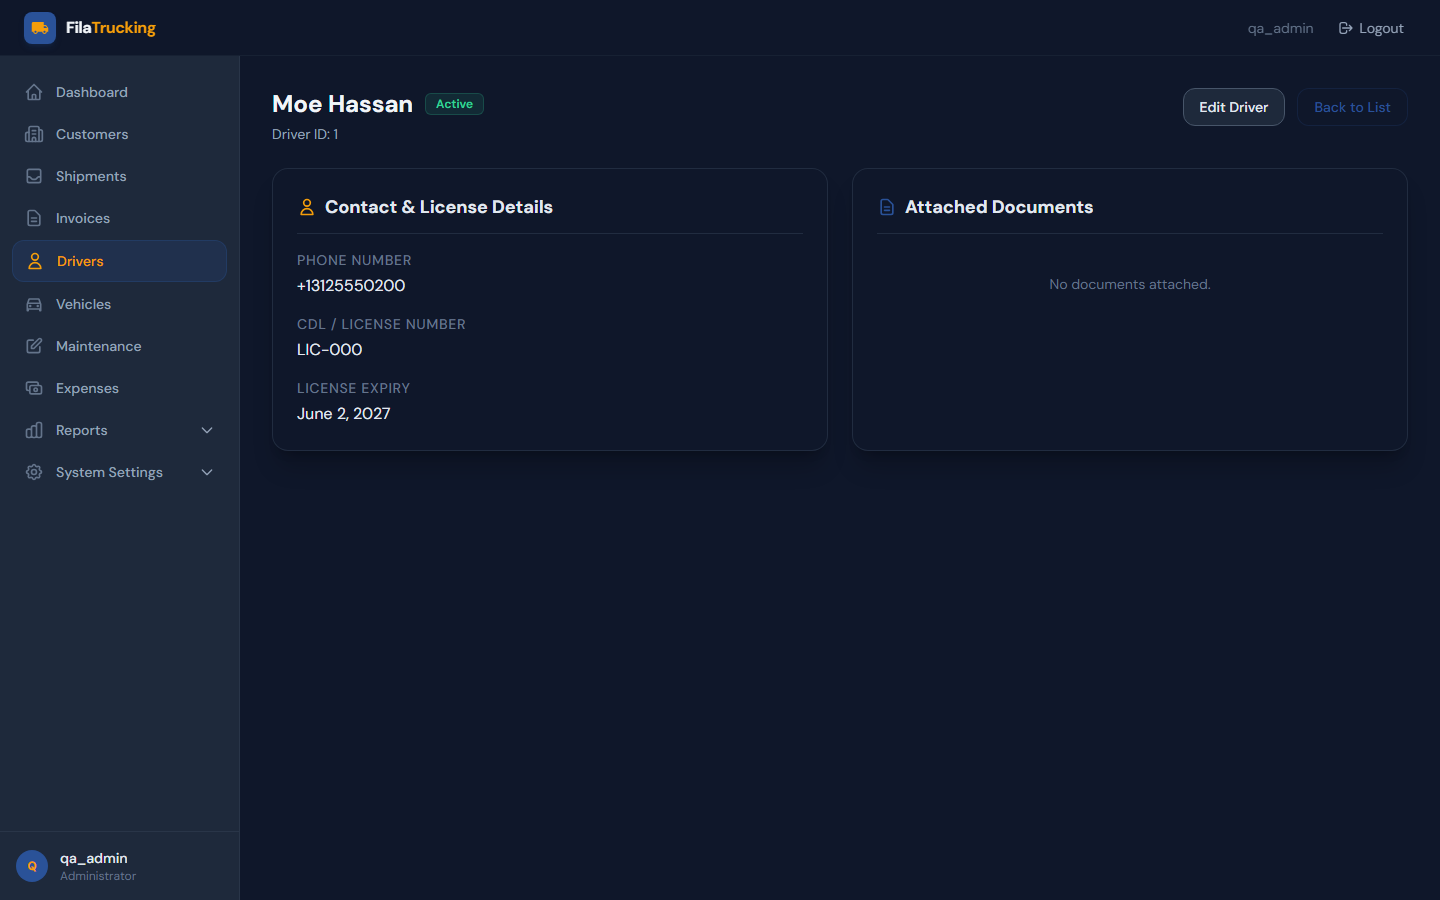 FilaTrucking
qa_admin
Logout
Dashboard
Customers
Shipments
Invoices
Drivers
Vehicles
Maintenance
Expenses
Reports
System Settings
qa_admin
Administrator
Q
Moe Hassan
Active
Driver ID: 1
Edit Driver
Back to List
Contact & License Details
PHONE NUMBER
+13125550200
CDL / LICENSE NUMBER
LIC-000
LICENSE EXPIRY
June 2, 2027
Attached Documents
No documents attached.